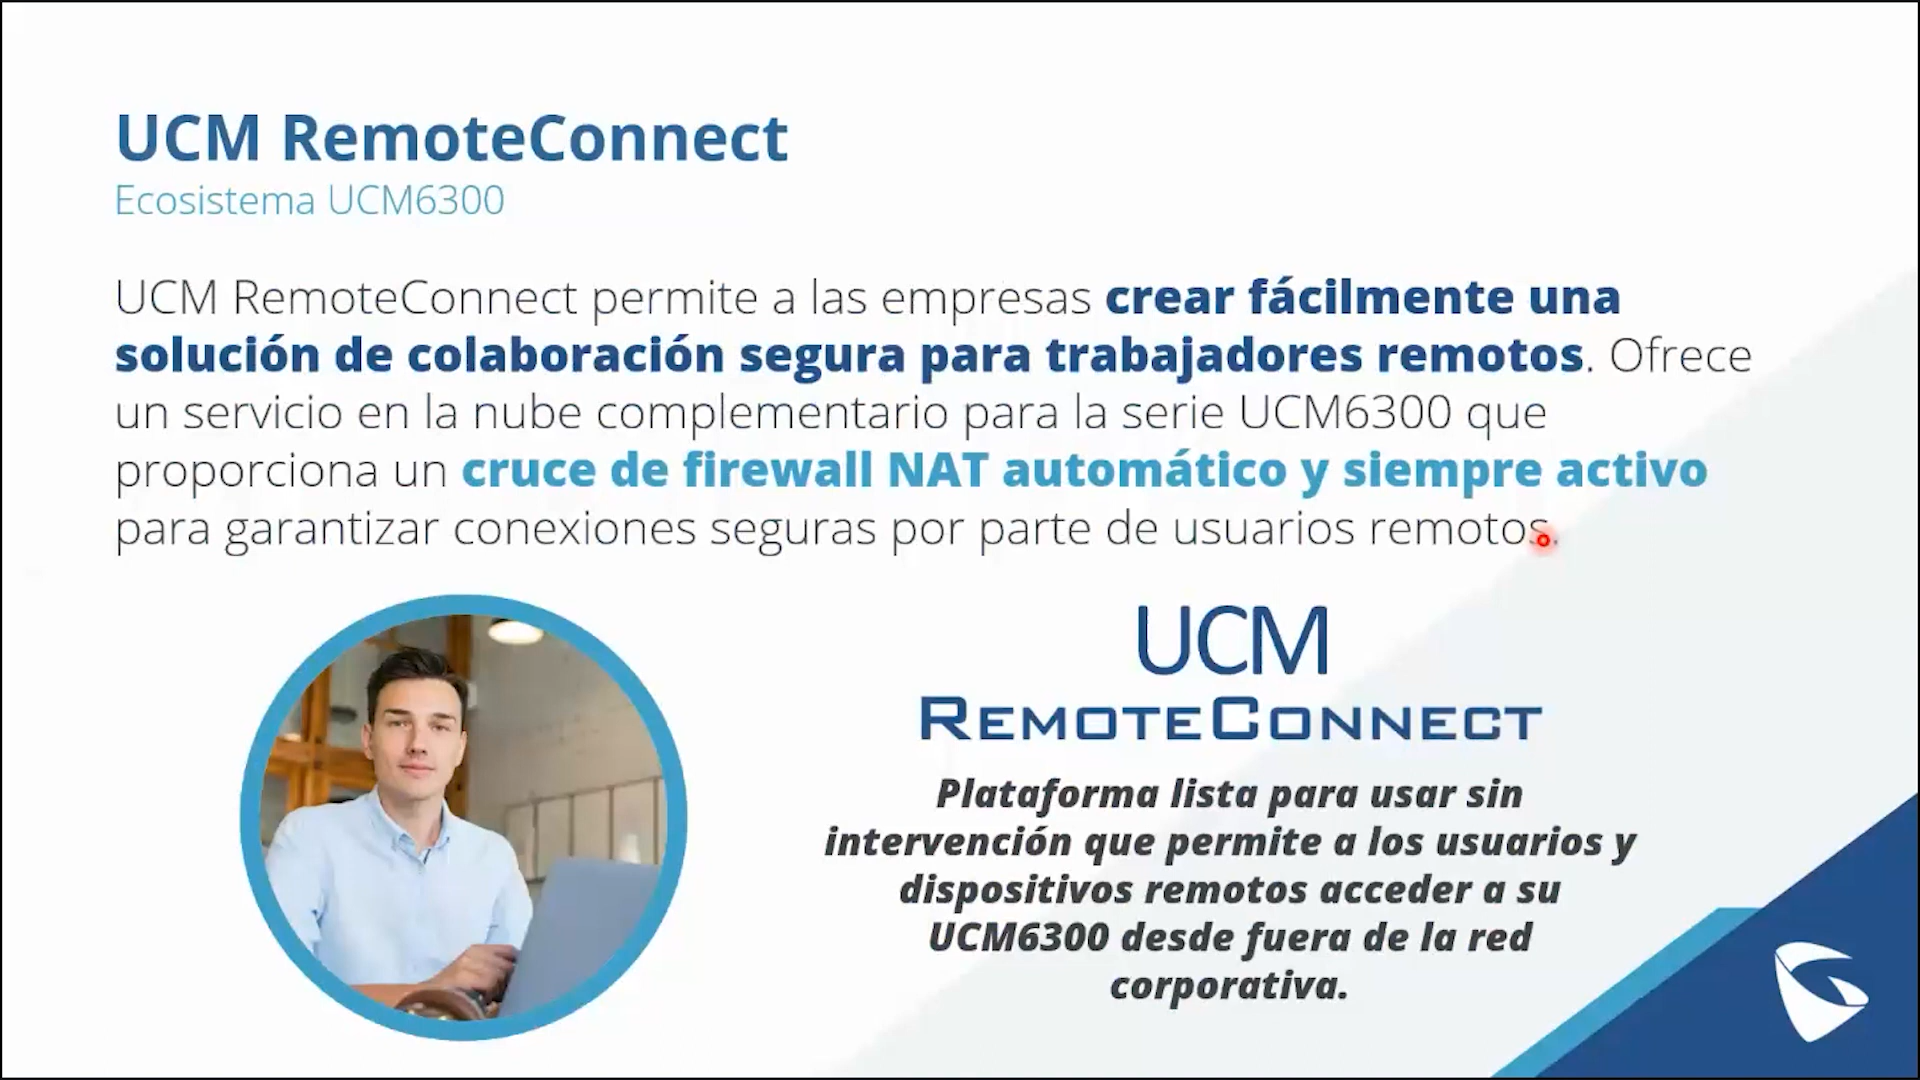 UCM RemoteConnect
Ecosistema UCM6300
UCM RemoteConnect permite a las empresas crear fácilmente una
solución de colaboración segura para trabajadores remotos. Ofrece
un servicio en la nube complementario para la serie UCM6300 que
proporciona un cruce de firewall NAT automático y siempre activo
para garantizar conexiones seguras por parte de usuarios remotos.
UCM
REMOTECONNECT
Plataforma lista para usar sin
intervención que permite a los usuarios y
dispositivos remotos acceder a su
UCM6300 desde fuera de la red
corporativa.